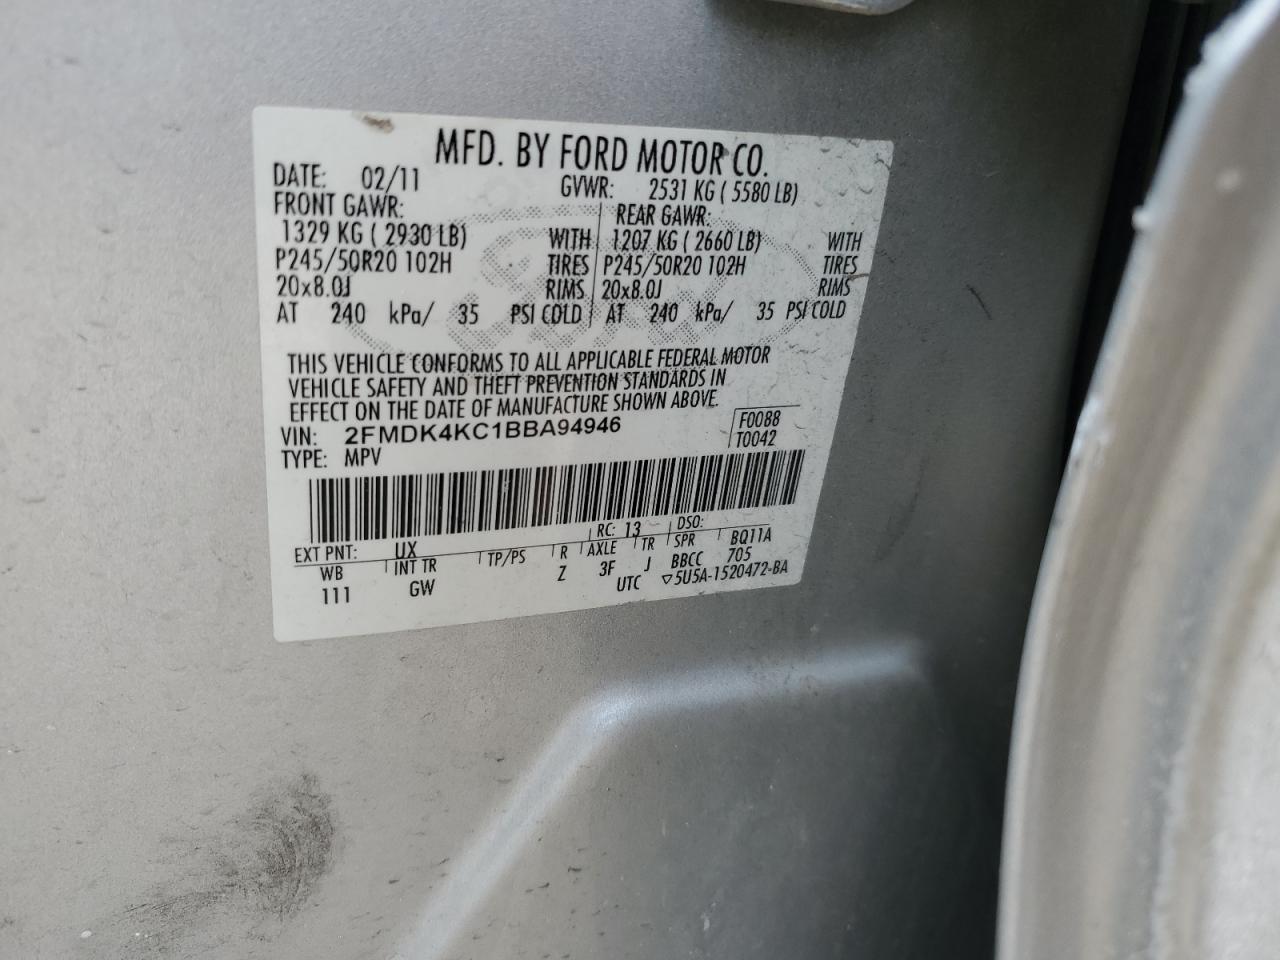 MFD. BY FORD MOTOR CO.
DATE: 02/11 GVWR: 2531 KG ( 5580 LB)
FRONT GAWR: REAR GAWR:
1329 KG ( 2930 LB) WITH 1207 KG ( 2660 LB) WITH
P245/50R20 102H TIRES P245/50R20 102H TIRES
20x8.0J RIMS 20x8.0J RIMS
AT 240 kPa/ 35 PSI COLD AT 240 kPa/ 35 PSI COLD
THIS VEHICLE CONFORMS TO ALL APPLICABLE FEDERAL MOTOR
VEHICLE SAFETY AND THEFT PREVENTION STANDARDS IN
EFFECT ON THE DATE OF MANUFACTURE SHOWN ABOVE.
VIN: 2FMDK4KC1BBA94946 F0088
TYPE: MPV T0042
EXT PNT: UX RC: 13 DSO:
WB INT TR TP/PS R AXLE TR SPR BQ11A
111 GW Z 3F J BBCC 705
UTC ▽5U5A-1520472-BA